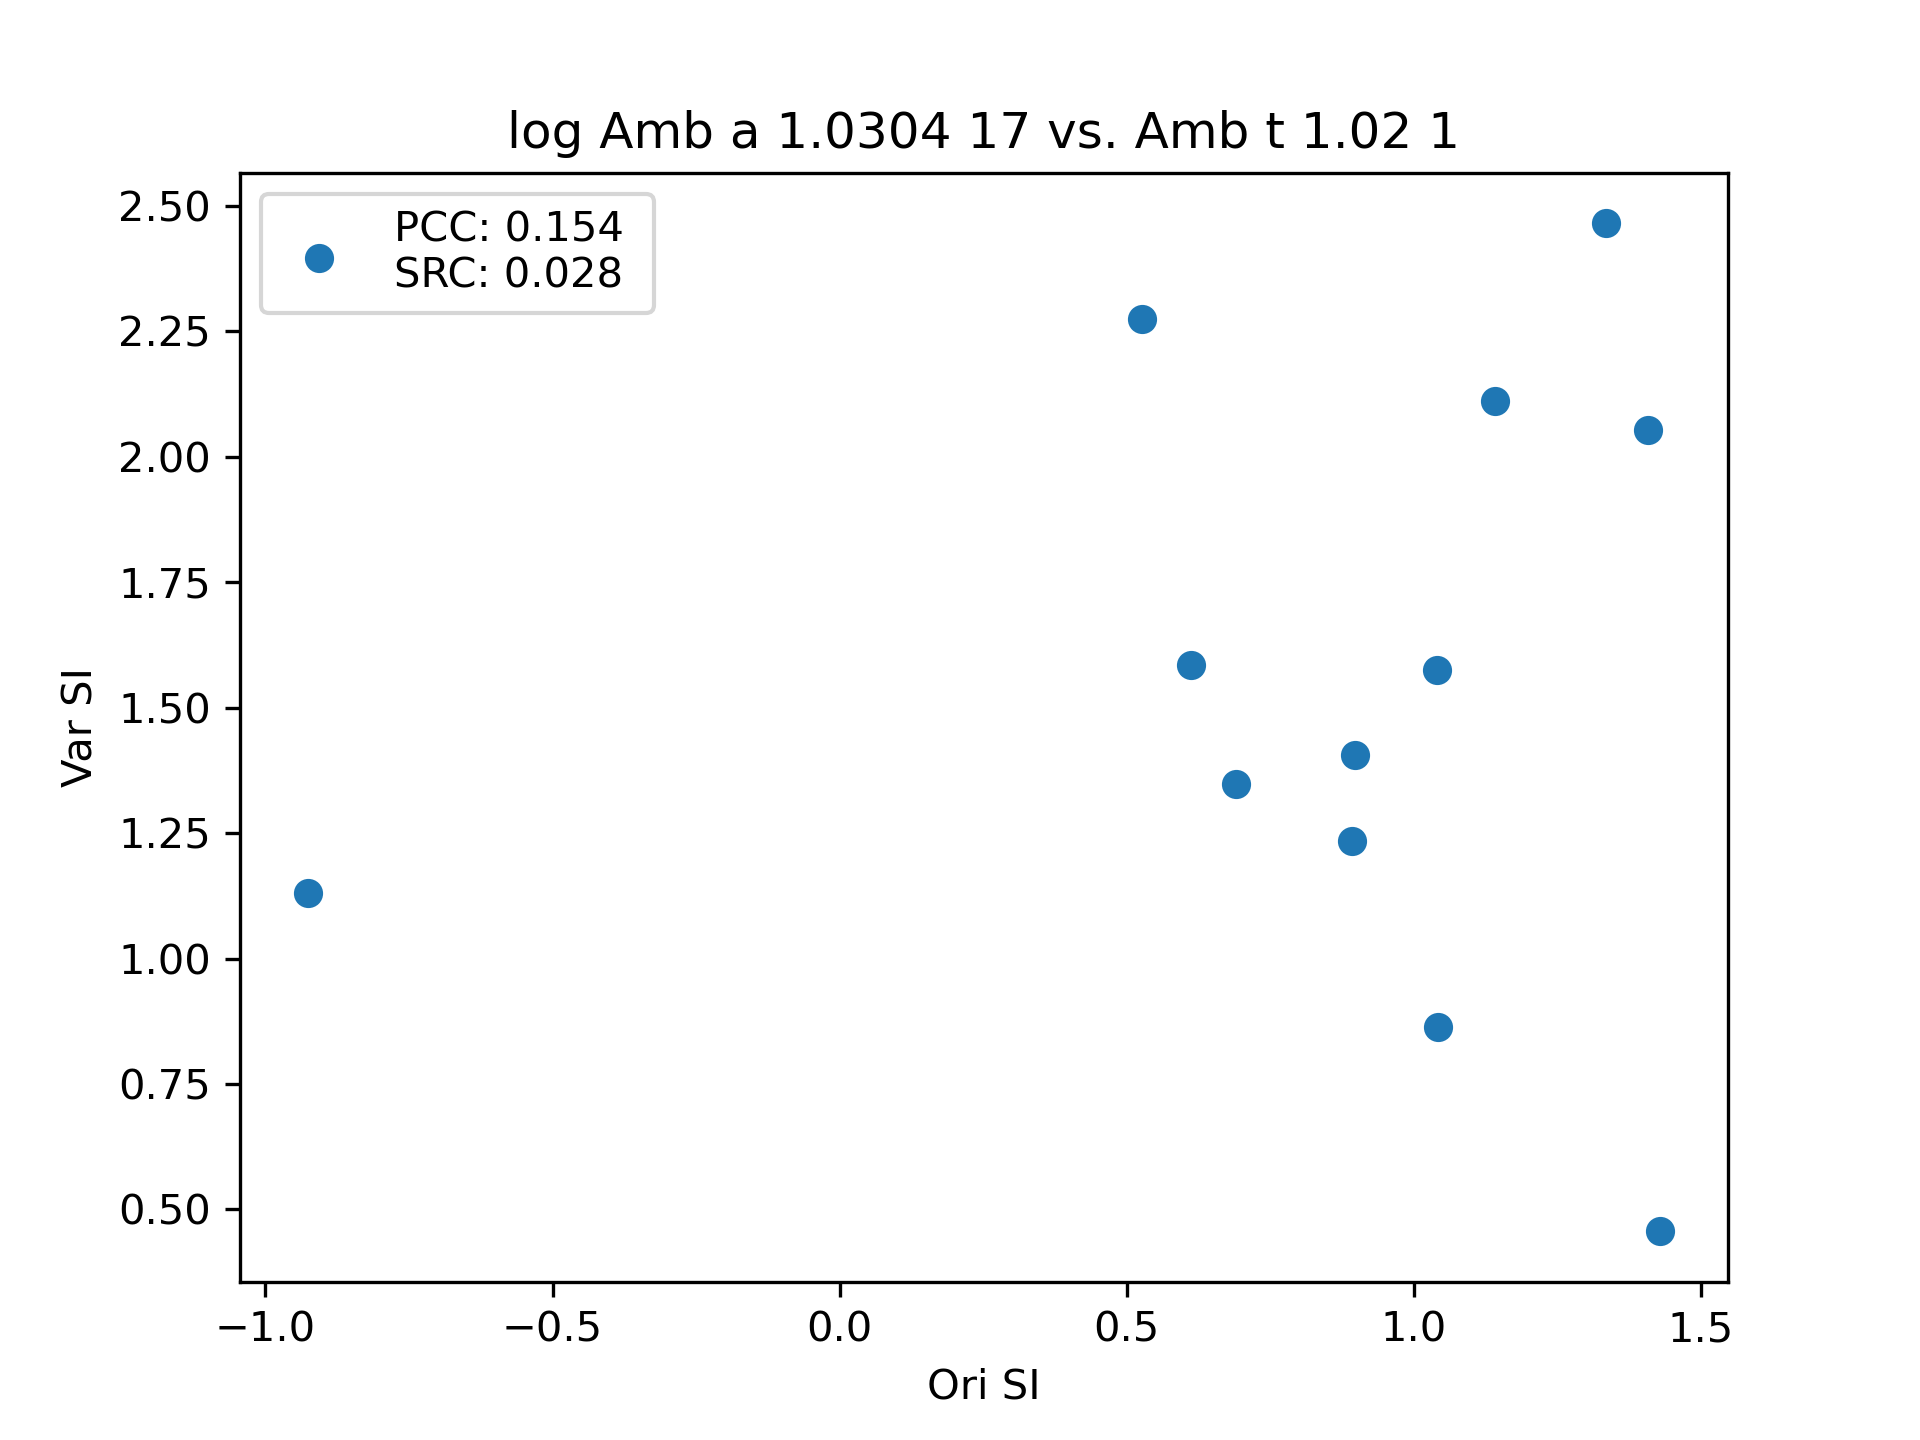 log Amb a 1.0304 17 vs. Amb t 1.02 1
PCC: 0.154
SRC: 0.028
2.50
2.25
2.00
1.75
1.50
1.25
1.00
0.75
0.50
Var SI
−1.0 −0.5 0.0 0.5 1.0 1.5
Ori SI